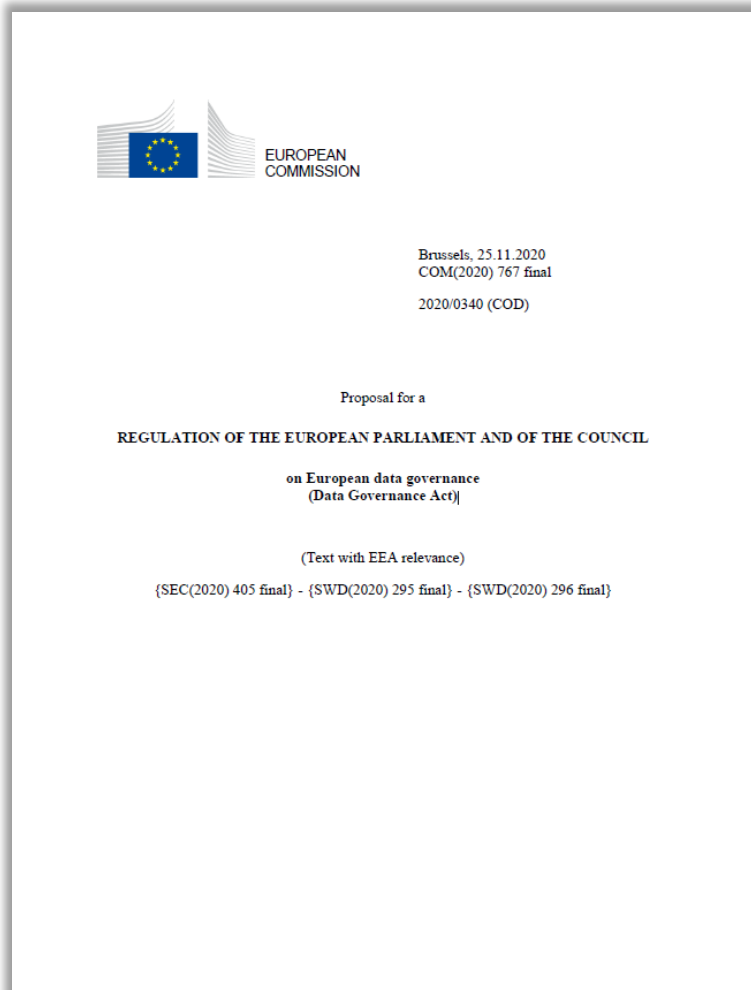 EUROPEAN
COMMISSION
Brussels, 25.11.2020
COM(2020) 767 final
2020/0340 (COD)
Proposal for a
REGULATION OF THE EUROPEAN PARLIAMENT AND OF THE COUNCIL
on European data governance
(Data Governance Act)
(Text with EEA relevance)
{SEC(2020) 405 final} - {SWD(2020) 295 final} - {SWD(2020) 296 final}